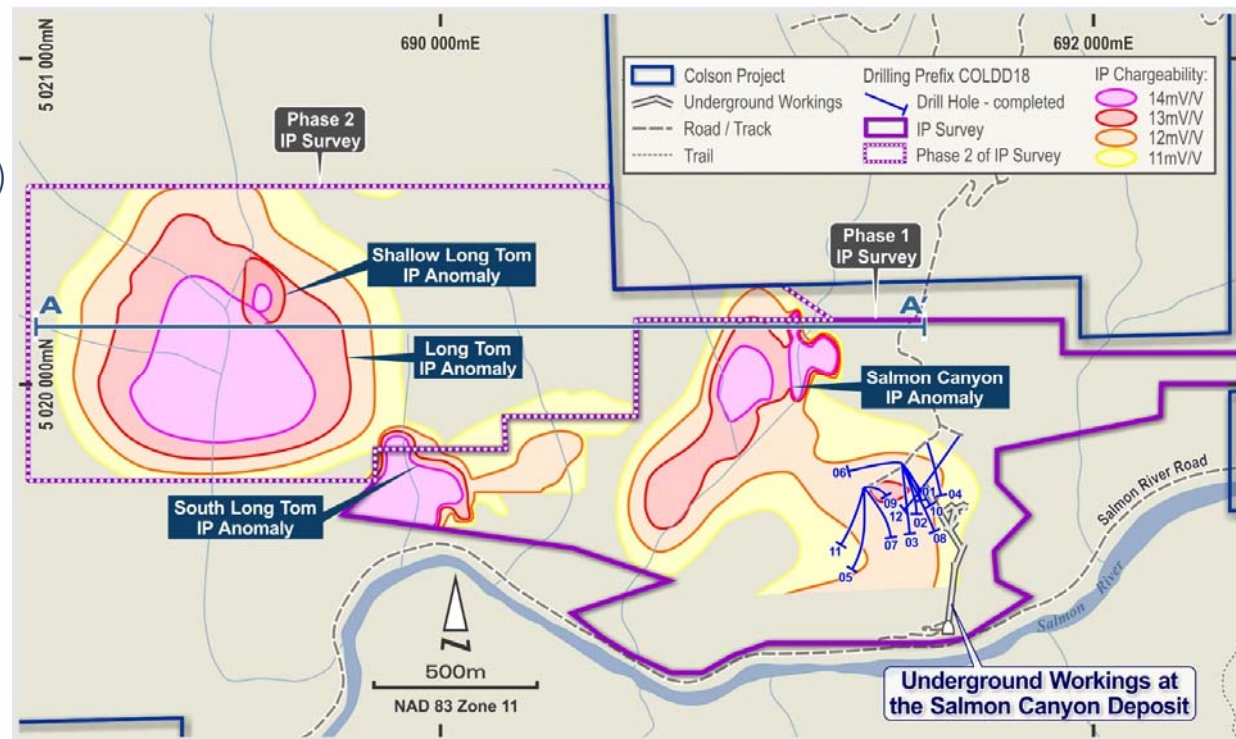 )
690 000mE
692 000mE
5 021 000mN
5 020 000mN
Colson Project
Underground Workings
Road / Track
Trail
Drilling Prefix COLDD18
Drill Hole - completed
IP Survey
Phase 2 of IP Survey
IP Chargeability:
14mV/V
13mV/V
12mV/V
11mV/V
Phase 2
IP Survey
Phase 1
IP Survey
Shallow Long Tom
IP Anomaly
A
A'
Long Tom
IP Anomaly
Salmon Canyon
IP Anomaly
South Long Tom
IP Anomaly
06
09
01
04
12
10
02
11
07
03
08
05
Salmon River Road
Salmon River
N
500m
NAD 83 Zone 11
Underground Workings at
the Salmon Canyon Deposit